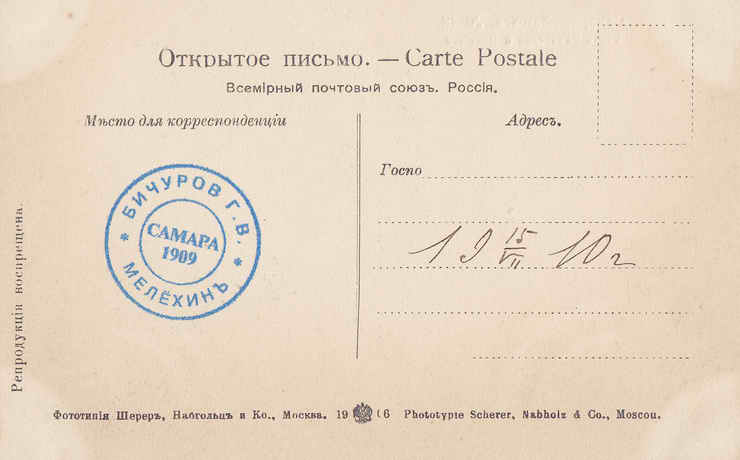 Открытое письмо. — Carte Postale
Всемірный почтовый союзъ. Россія.
Мѣсто для корреспонденціи
Адресъ.
Госпо
БИЧУРОВ Г. В.
САМАРА
1909
* МЕЛЁХИНЪ *
19 15/VII 10 г
Репродукція воспрещена.
Фототипія Шереръ, Набгольцъ и Ко., Москва. 19 6 Phototypie Scherer, Nabholz & Co., Moscou.